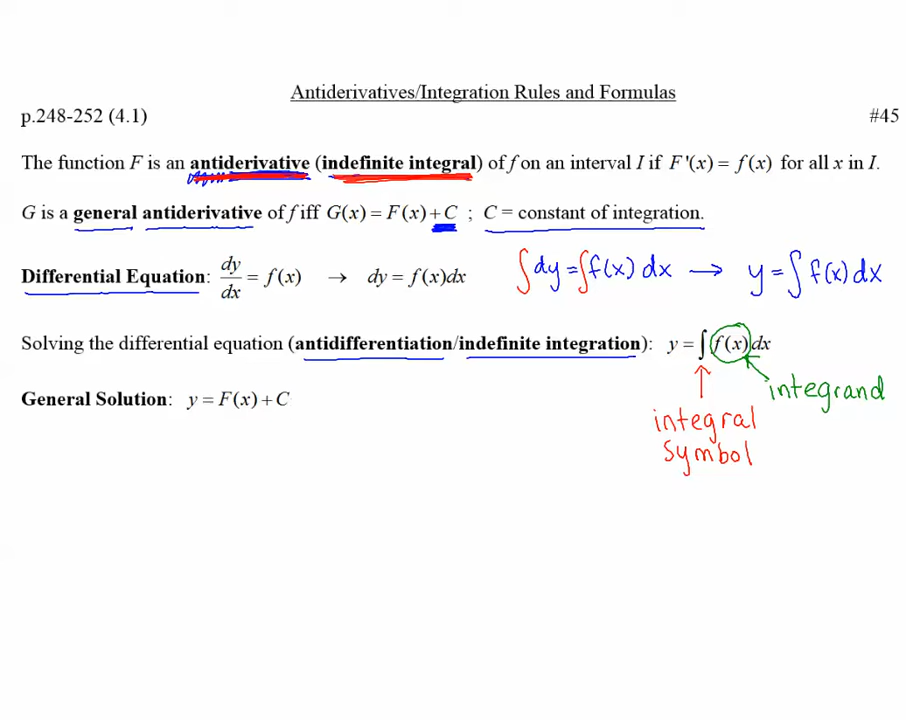 Antiderivatives/Integration Rules and Formulas
p.248-252 (4.1) #45
The function F is an antiderivative (indefinite integral) of f on an interval I if F'(x) = f(x) for all x in I.
G is a general antiderivative of f iff G(x) = F(x) + C ; C = constant of integration.
Differential Equation: dy/dx = f(x) → dy = f(x)dx ∫dy = ∫f(x) dx → y = ∫f(x) dx
Solving the differential equation (antidifferentiation/indefinite integration): y = ∫f(x)dx
General Solution: y = F(x) + C
integrand
integral
symbol